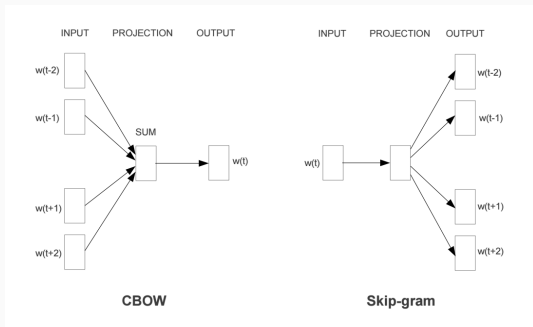 INPUT PROJECTION OUTPUT
w(t-2)
w(t-1)
SUM
w(t)
w(t+1)
w(t+2)
CBOW
INPUT PROJECTION OUTPUT
w(t-2)
w(t-1)
w(t)
w(t+1)
w(t+2)
Skip-gram